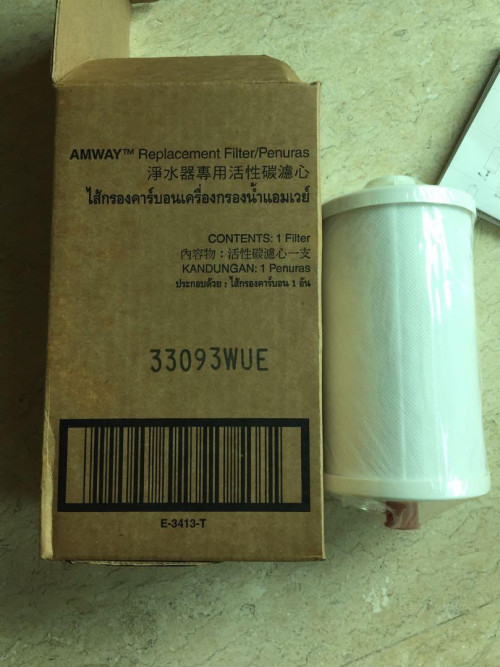 AMWAY™ Replacement Filter/Penuras
淨水器專用活性碳濾心
ไส้กรองคาร์บอนเครื่องกรองน้ำแอมเวย์
CONTENTS: 1 Filter
內容物：活性碳濾心一支
KANDUNGAN: 1 Penuras
ประกอบด้วย : ไส้กรองคาร์บอน 1 อัน
33093WUE
E-3413-T